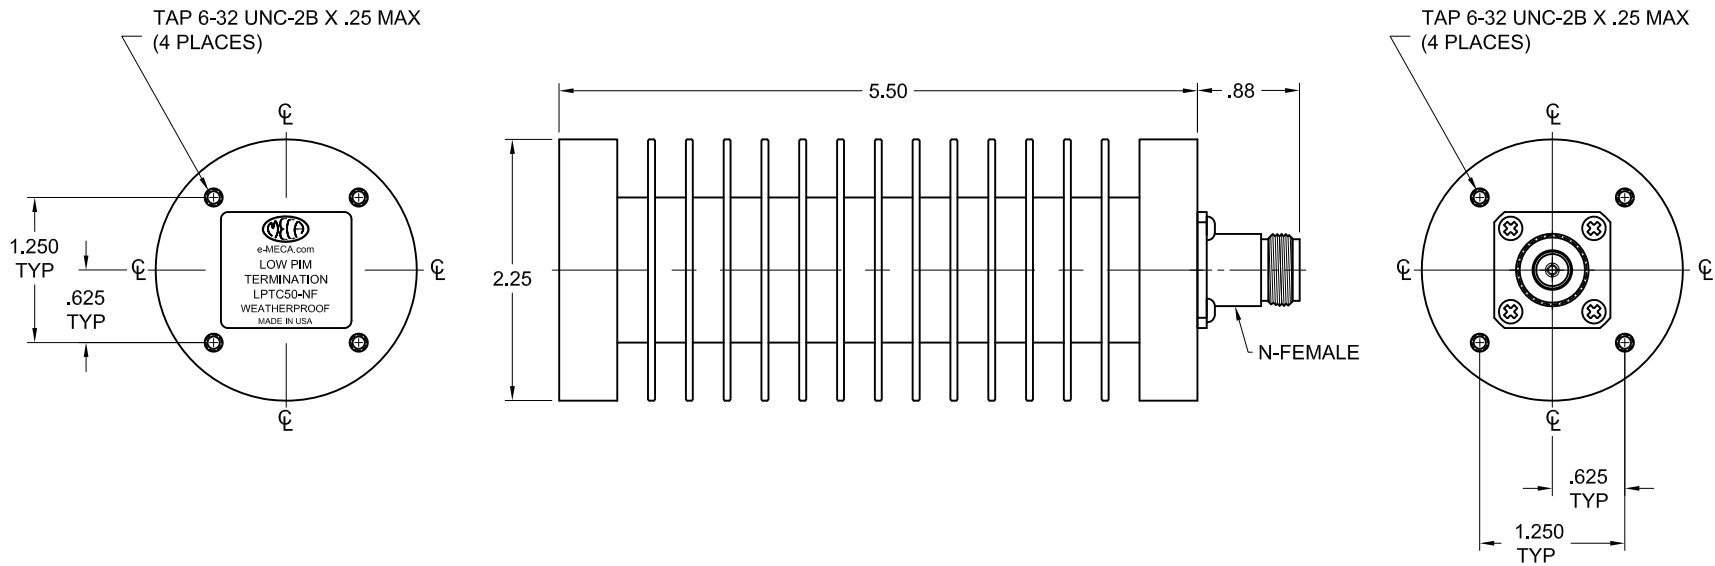 TAP 6-32 UNC-2B X .25 MAX
(4 PLACES)
℄
℄
℄
℄
1.250
TYP
.625
TYP
MECA
e-MECA.com
LOW PIM
TERMINATION
LPTC50-NF
WEATHERPROOF
MADE IN USA
5.50
.88
2.25
N-FEMALE
TAP 6-32 UNC-2B X .25 MAX
(4 PLACES)
℄
℄
℄
℄
.625
TYP
1.250
TYP